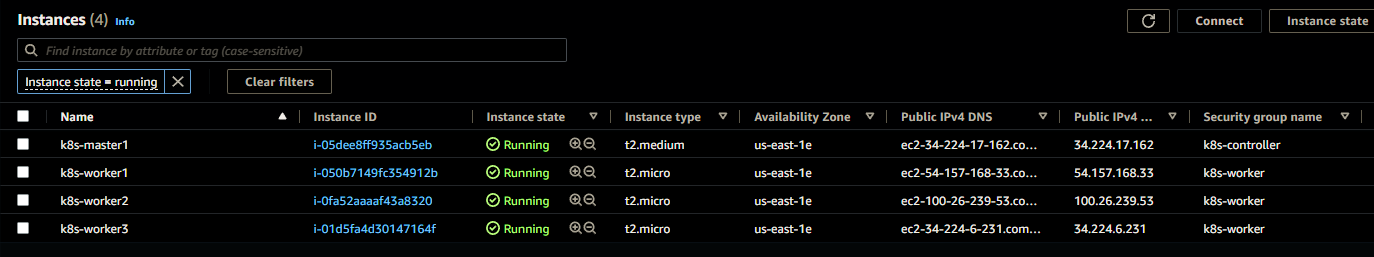 Instances (4) Info
Connect Instance state
Find instance by attribute or tag (case-sensitive)
Instance state = running Clear filters
Name Instance ID Instance state Instance type Availability Zone Public IPv4 DNS Public IPv4 ... Security group name
k8s-master1 i-05dee8ff935acb5eb Running t2.medium us-east-1e ec2-34-224-17-162.co... 34.224.17.162 k8s-controller
k8s-worker1 i-050b7149fc354912b Running t2.micro us-east-1e ec2-54-157-168-33.co... 54.157.168.33 k8s-worker
k8s-worker2 i-0fa52aaaaf43a8320 Running t2.micro us-east-1e ec2-100-26-239-53.co... 100.26.239.53 k8s-worker
k8s-worker3 i-01d5fa4d30147164f Running t2.micro us-east-1e ec2-34-224-6-231.com... 34.224.6.231 k8s-worker